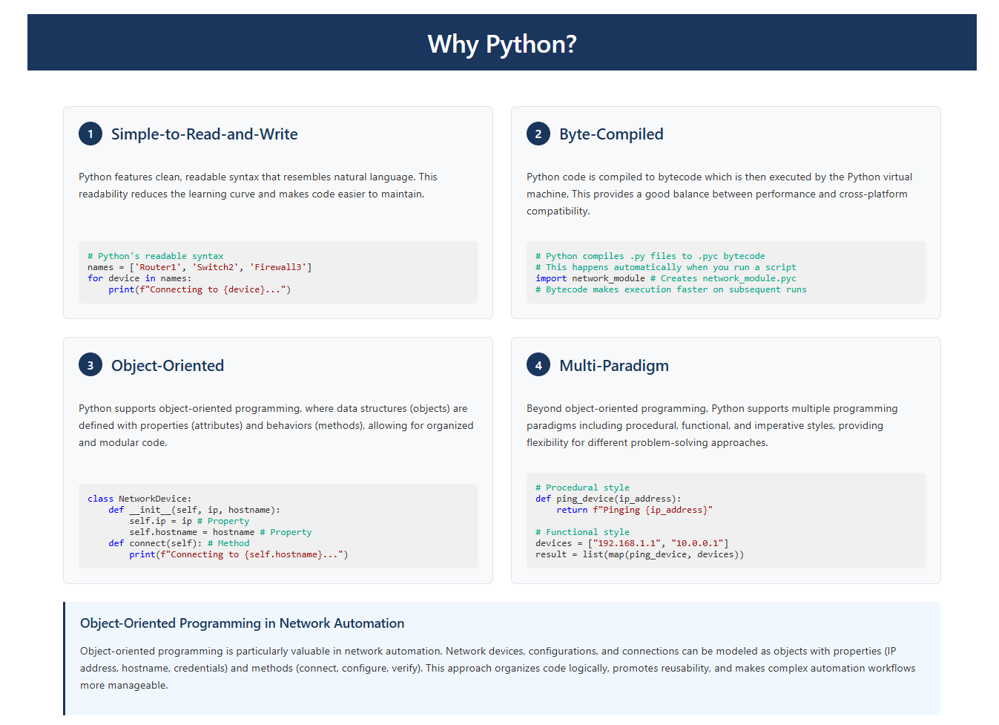 Why Python?
1 Simple-to-Read-and-Write
Python features clean, readable syntax that resembles natural language. This
readability reduces the learning curve and makes code easier to maintain.
# Python's readable syntax
names = ['Router1', 'Switch2', 'Firewall3']
for device in names:
    print(f"Connecting to {device}...")
2 Byte-Compiled
Python code is compiled to bytecode which is then executed by the Python virtual
machine. This provides a good balance between performance and cross-platform
compatibility.
# Python compiles .py files to .pyc bytecode
# This happens automatically when you run a script
import network_module # Creates network_module.pyc
# Bytecode makes execution faster on subsequent runs
3 Object-Oriented
Python supports object-oriented programming, where data structures (objects) are
defined with properties (attributes) and behaviors (methods), allowing for organized
and modular code.
class NetworkDevice:
    def __init__(self, ip, hostname):
        self.ip = ip # Property
        self.hostname = hostname # Property
    def connect(self): # Method
        print(f"Connecting to {self.hostname}...")
4 Multi-Paradigm
Beyond object-oriented programming, Python supports multiple programming
paradigms including procedural, functional, and imperative styles, providing
flexibility for different problem-solving approaches.
# Procedural style
def ping_device(ip_address):
    return f"Pinging {ip_address}"
# Functional style
devices = ["192.168.1.1", "10.0.0.1"]
result = list(map(ping_device, devices))
Object-Oriented Programming in Network Automation
Object-oriented programming is particularly valuable in network automation. Network devices, configurations, and connections can be modeled as objects with properties (IP
address, hostname, credentials) and methods (connect, configure, verify). This approach organizes code logically, promotes reusability, and makes complex automation workflows
more manageable.